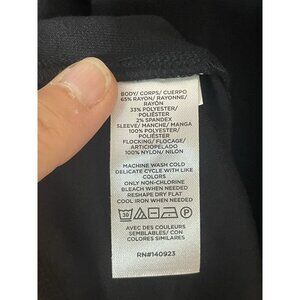 BODY/ CORPS/ CUERPO
65% RAYON/ RAYONNE/
RAYÓN
33% POLYESTER/
POLIÉSTER
2% SPANDEX
SLEEVE/ MANCHE/ MANGA
100% POLYESTER/
POLIÉSTER
FLOCKING/ FLOCAGE/
ARTICIOPELADO
100% NYLON/ NILÓN
MACHINE WASH COLD
DELICATE CYCLE WITH LIKE
COLORS
ONLY NON-CHLORINE
BLEACH WHEN NEEDED
RESHAPE DRY FLAT
COOL IRON WHEN NEEDED
30 P
AVEC DES COULEURS
SEMBLABLES/ CON
COLORES SIMILARES
RN#140923